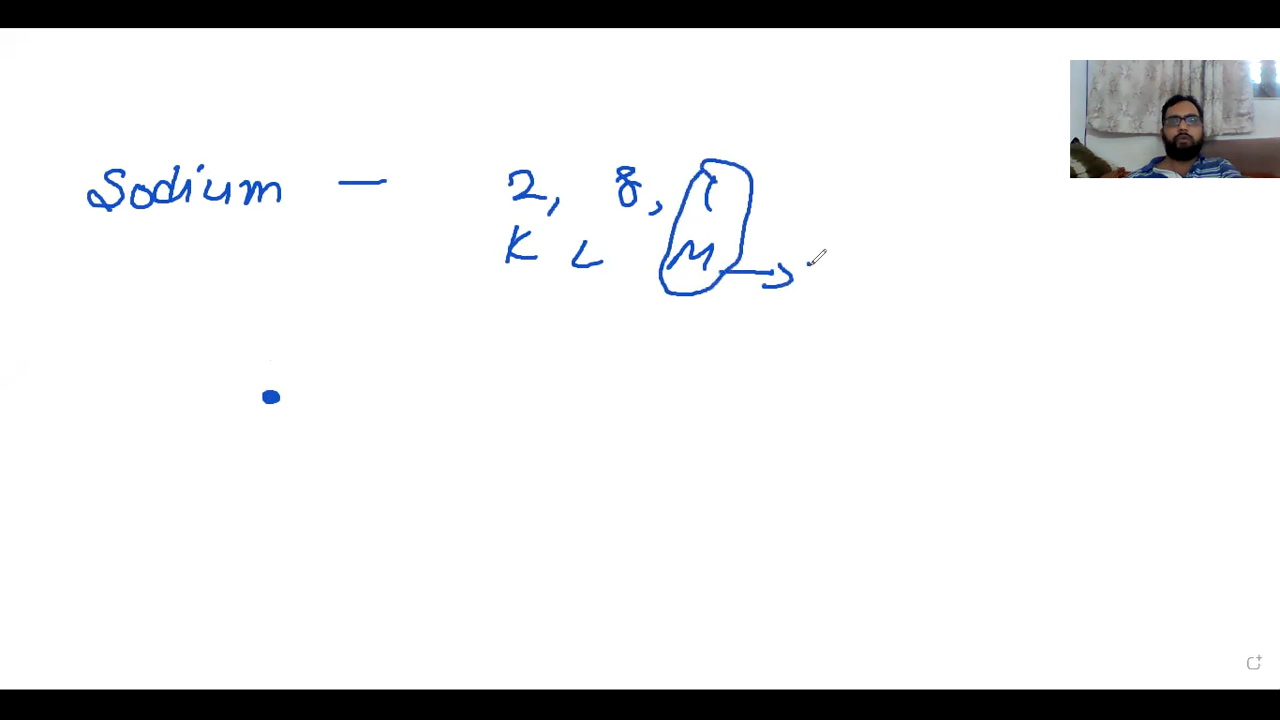 Sodium — 2, 8, 1
K L M →